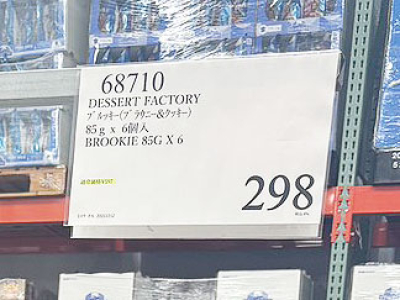 68710
DESSERT FACTORY
ブルッキー(ブラウニー&クッキー)
85g x 6個入
BROOKIE 85G X 6
298